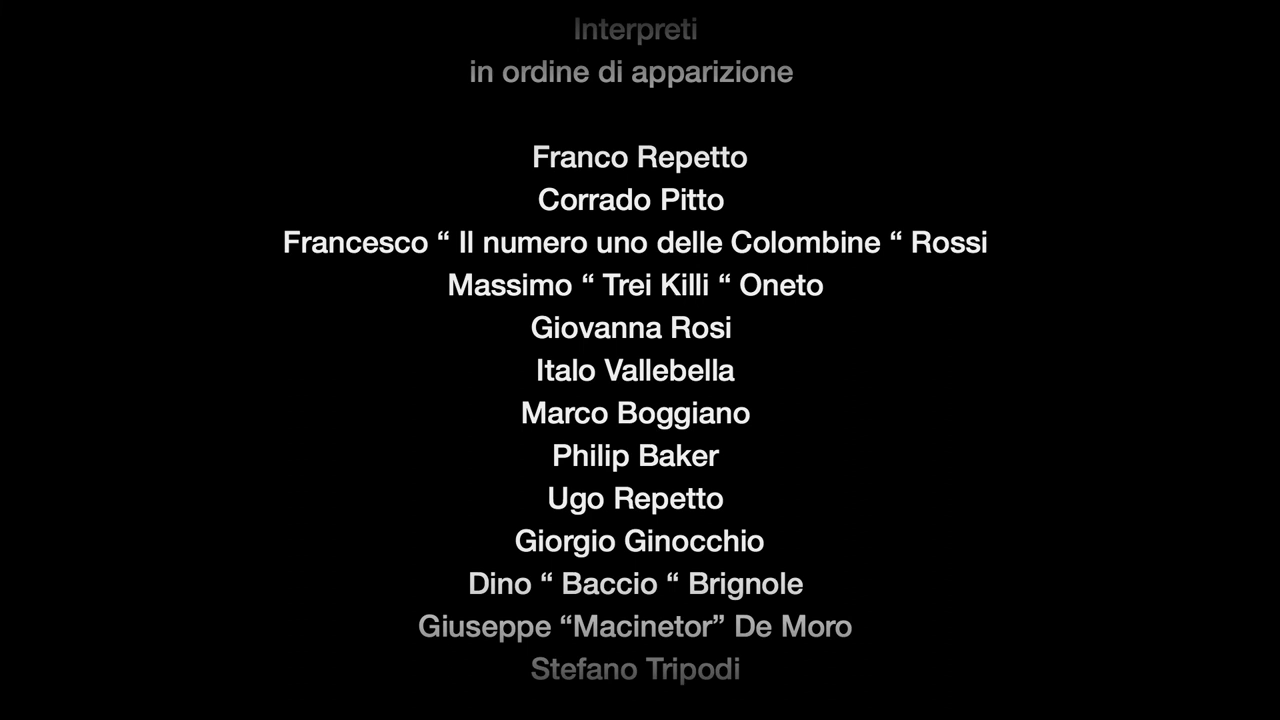 Interpreti
in ordine di apparizione
Franco Repetto
Corrado Pitto
Francesco “ Il numero uno delle Colombine “ Rossi
Massimo “ Trei Killi “ Oneto
Giovanna Rosi
Italo Vallebella
Marco Boggiano
Philip Baker
Ugo Repetto
Giorgio Ginocchio
Dino “ Baccio “ Brignole
Giuseppe “Macinetor” De Moro
Stefano Tripodi